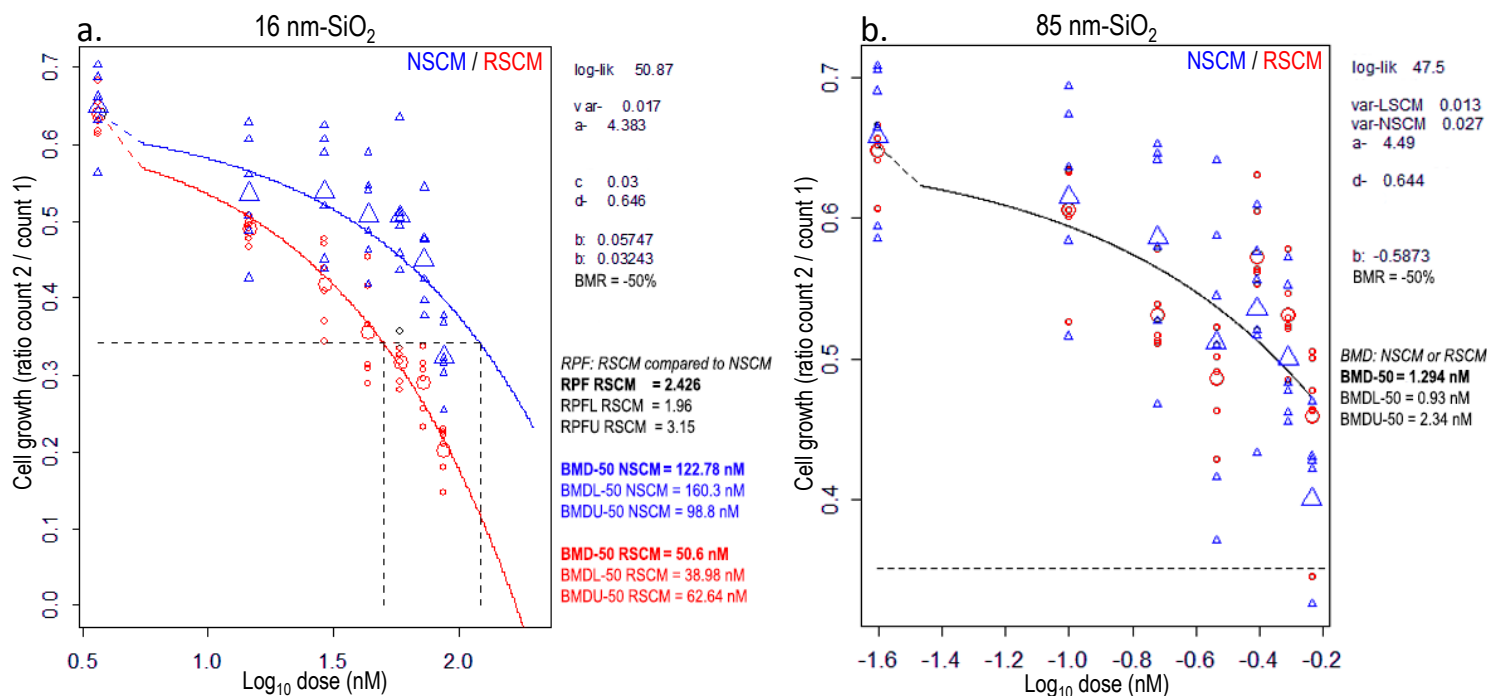 a.
16 nm-SiO2
NSCM / RSCM
Cell growth (ratio count 2 / count 1)
0.7
0.6
0.5
0.4
0.3
0.2
0.1
0.0
0.5
1.0
1.5
2.0
Log10 dose (nM)
log-lik 50.87
v ar- 0.017
a- 4.383
c 0.03
d- 0.646
b: 0.05747
b: 0.03243
BMR = -50%
RPF: RSCM compared to NSCM
RPF RSCM = 2.426
RPFL RSCM = 1.96
RPFU RSCM = 3.15
BMD-50 NSCM = 122.78 nM
BMDL-50 NSCM = 160.3 nM
BMDU-50 NSCM = 98.8 nM
BMD-50 RSCM = 50.6 nM
BMDL-50 RSCM = 38.98 nM
BMDU-50 RSCM = 62.64 nM
b.
85 nm-SiO2
NSCM / RSCM
Cell growth (ratio count 2 / count 1)
0.7
0.6
0.5
0.4
-1.6
-1.4
-1.2
-1.0
-0.8
-0.6
-0.4
-0.2
Log10 dose (nM)
log-lik 47.5
var-LSCM 0.013
var-NSCM 0.027
a- 4.49
d- 0.644
b: -0.5873
BMR = -50%
BMD: NSCM or RSCM
BMD-50 = 1.294 nM
BMDL-50 = 0.93 nM
BMDU-50 = 2.34 nM